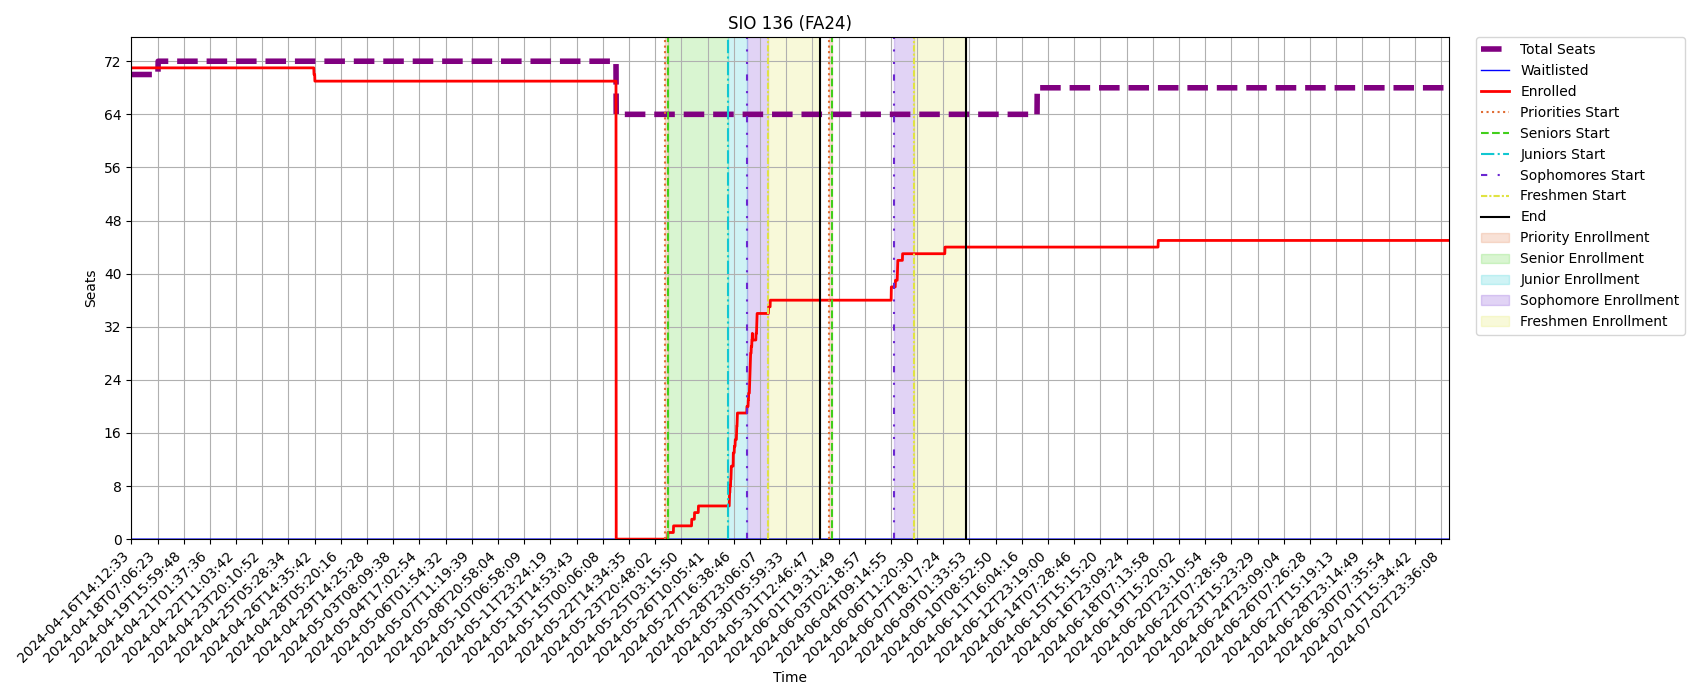 SIO 136 (FA24)
Seats
72
64
56
48
40
32
24
16
8
0
2024-04-16T14:12:33
2024-04-18T07:06:23
2024-04-19T15:59:48
2024-04-21T01:37:36
2024-04-22T11:03:42
2024-04-23T20:10:52
2024-04-25T05:28:34
2024-04-26T14:35:42
2024-04-28T05:20:16
2024-04-29T14:25:28
2024-05-03T08:09:38
2024-05-04T17:02:54
2024-05-06T01:54:32
2024-05-07T11:19:39
2024-05-08T20:58:04
2024-05-10T06:58:09
2024-05-11T23:24:19
2024-05-13T14:53:43
2024-05-15T00:06:08
2024-05-22T14:34:35
2024-05-23T20:48:02
2024-05-25T03:15:50
2024-05-26T10:05:41
2024-05-27T16:38:46
2024-05-28T23:06:07
2024-05-30T05:59:33
2024-05-31T12:46:47
2024-06-01T19:31:49
2024-06-03T02:18:57
2024-06-04T09:14:55
2024-06-06T11:20:30
2024-06-07T18:17:24
2024-06-09T01:33:53
2024-06-10T08:52:50
2024-06-11T16:04:16
2024-06-12T23:19:00
2024-06-14T07:28:46
2024-06-15T15:15:20
2024-06-16T23:09:24
2024-06-18T07:13:58
2024-06-19T15:20:02
2024-06-20T23:10:54
2024-06-22T07:28:58
2024-06-23T15:23:29
2024-06-24T23:09:04
2024-06-26T07:26:28
2024-06-27T15:19:13
2024-06-28T23:14:49
2024-06-30T07:35:54
2024-07-01T15:34:42
2024-07-02T23:36:08
Time
Total Seats
Waitlisted
Enrolled
Priorities Start
Seniors Start
Juniors Start
Sophomores Start
Freshmen Start
End
Priority Enrollment
Senior Enrollment
Junior Enrollment
Sophomore Enrollment
Freshmen Enrollment